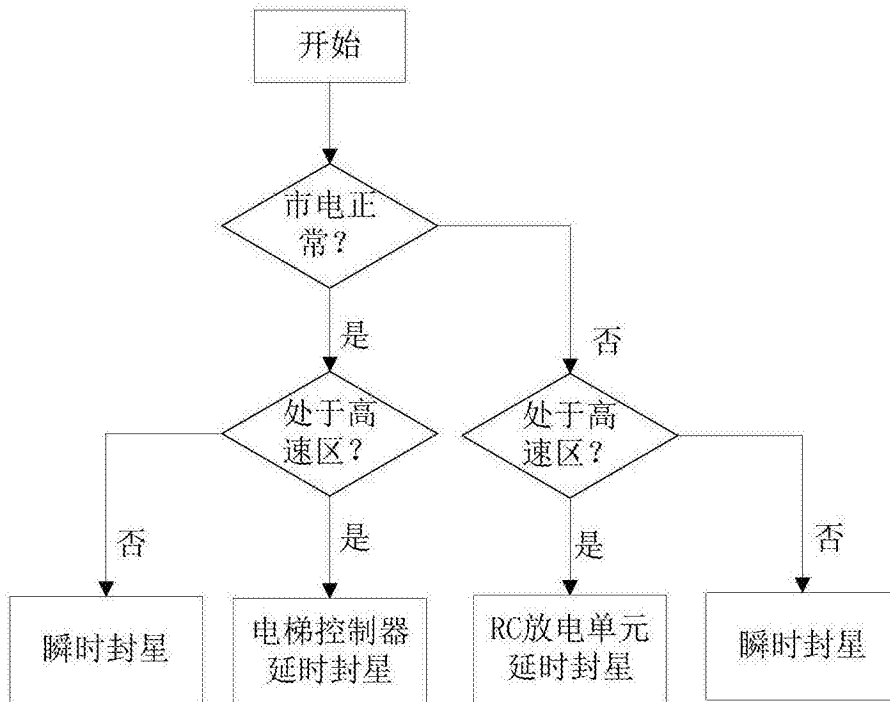 开始
市电正
常?
是
否
处于高
速区?
处于高
速区?
否
是
是
否
瞬时封星
电梯控制器
延时封星
RC放电单元
延时封星
瞬时封星